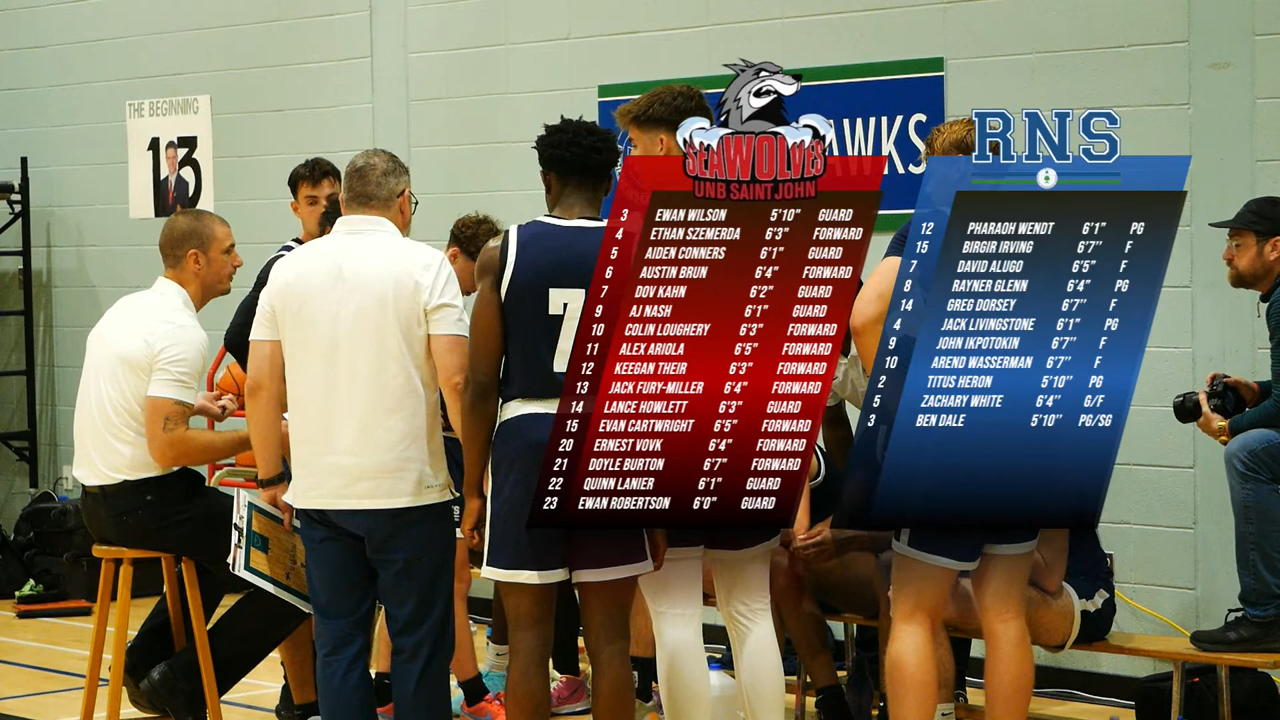 THE BEGINNING
13
7
AWKS
SEAWOLVES
UNB SAINT JOHN
3 EWAN WILSON 5'10" GUARD
4 ETHAN SZEMERDA 6'3" FORWARD
5 AIDEN CONNERS 6'1" GUARD
6 AUSTIN BRUN 6'4" FORWARD
7 DOV KAHN 6'2" GUARD
9 AJ NASH 6'1" GUARD
10 COLIN LOUGHERY 6'3" FORWARD
11 ALEX ARIOLA 6'5" FORWARD
12 KEEGAN THEIR 6'3" FORWARD
13 JACK FURY-MILLER 6'4" FORWARD
14 LANCE HOWLETT 6'3" GUARD
15 EVAN CARTWRIGHT 6'5" FORWARD
20 ERNEST VOVK 6'4" FORWARD
21 DOYLE BURTON 6'7" FORWARD
22 QUINN LANIER 6'1" GUARD
23 EWAN ROBERTSON 6'0" GUARD
RNS
12 PHARAOH WENDT 6'1" PG
15 BIRGIR IRVING 6'7'' F
7 DAVID ALUGO 6'5" F
8 RAYNER GLENN 6'4" PG
14 GREG DORSEY 6'7'' F
4 JACK LIVINGSTONE 6'1" PG
9 JOHN IKPOTOKIN 6'7'' F
10 AREND WASSERMAN 6'7'' F
2 TITUS HERON 5'10'' PG
5 ZACHARY WHITE 6'4'' G/F
3 BEN DALE 5'10'' PG/SG